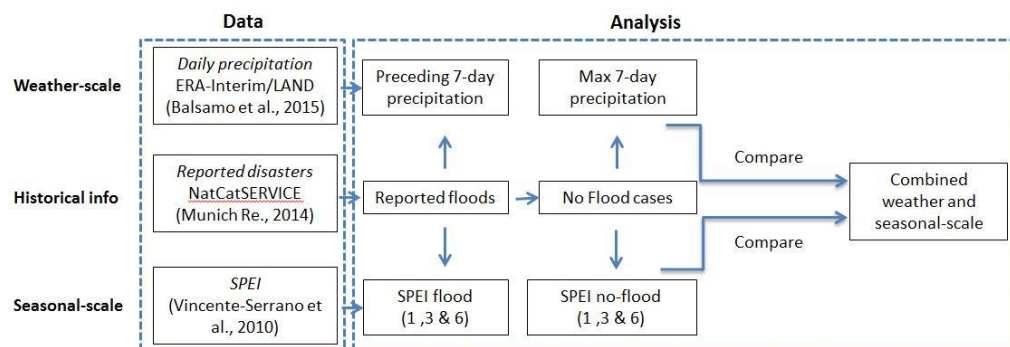 Data
Analysis
Weather-scale
Daily precipitation
ERA-Interim/LAND
(Balsamo et al., 2015)
Preceding 7-day
precipitation
Max 7-day
precipitation
Compare
Historical info
Reported disasters
NatCatSERVICE
(Munich Re., 2014)
Reported floods
No Flood cases
Combined
weather and
seasonal-scale
Compare
Seasonal-scale
SPEI
(Vincente-Serrano et
al., 2010)
SPEI flood
(1 ,3 & 6)
SPEI no-flood
(1 ,3 & 6)